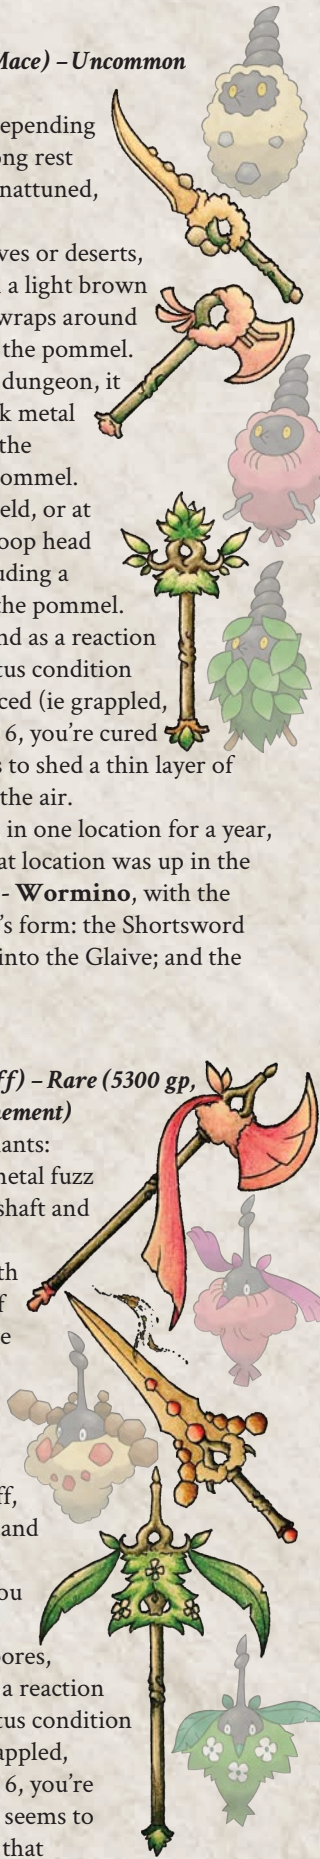 Mace) – Uncommon
epending
ong rest
nattuned,
ves or deserts,
a light brown
wraps around
the pommel.
dungeon, it
k metal
the
ommel.
eld, or at
oop head
uding a
the pommel.
nd as a reaction
tus condition
ced (ie grappled,
6, you're cured
s to shed a thin layer of
the air.
in one location for a year,
at location was up in the
- Wormino, with the
's form: the Shortsword
into the Glaive; and the
ff) – Rare (5300 gp,
nement)
ants:
metal fuzz
shaft and
th
f
e
ff,
and
ou
ores,
a reaction
tus condition
appled,
6, you're
seems to
that